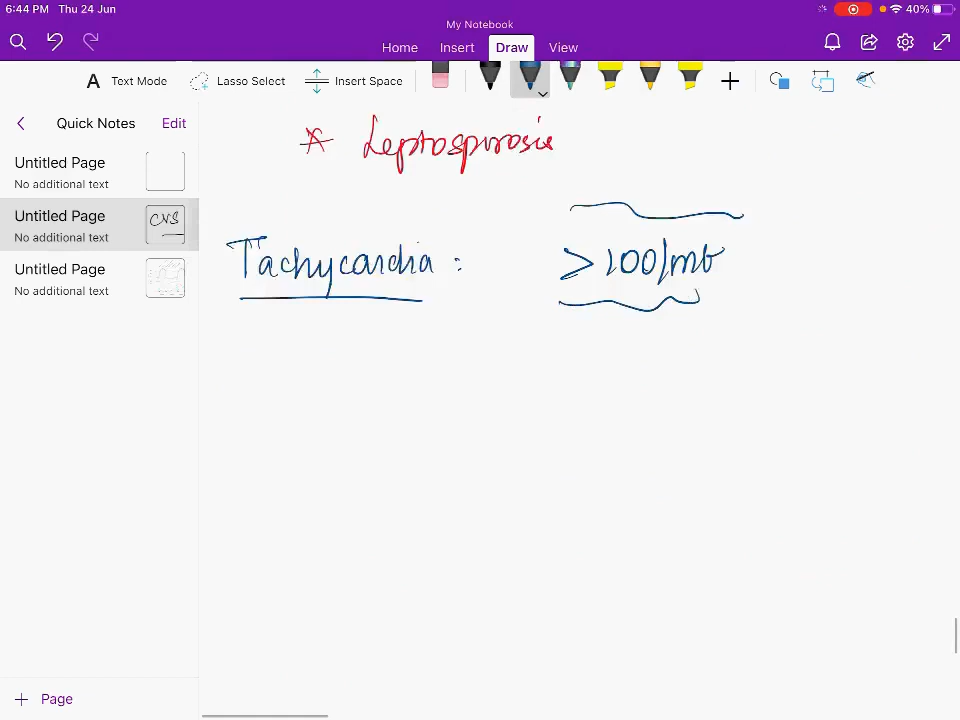 6:44 PM Thu 24 Jun
40%
My Notebook
Home Insert Draw View
Text Mode Lasso Select Insert Space
Quick Notes Edit
Untitled Page
No additional text
Untitled Page
No additional text
CNS
Untitled Page
No additional text
Page
* Leptospirosis
Tachycardia : >100/mt